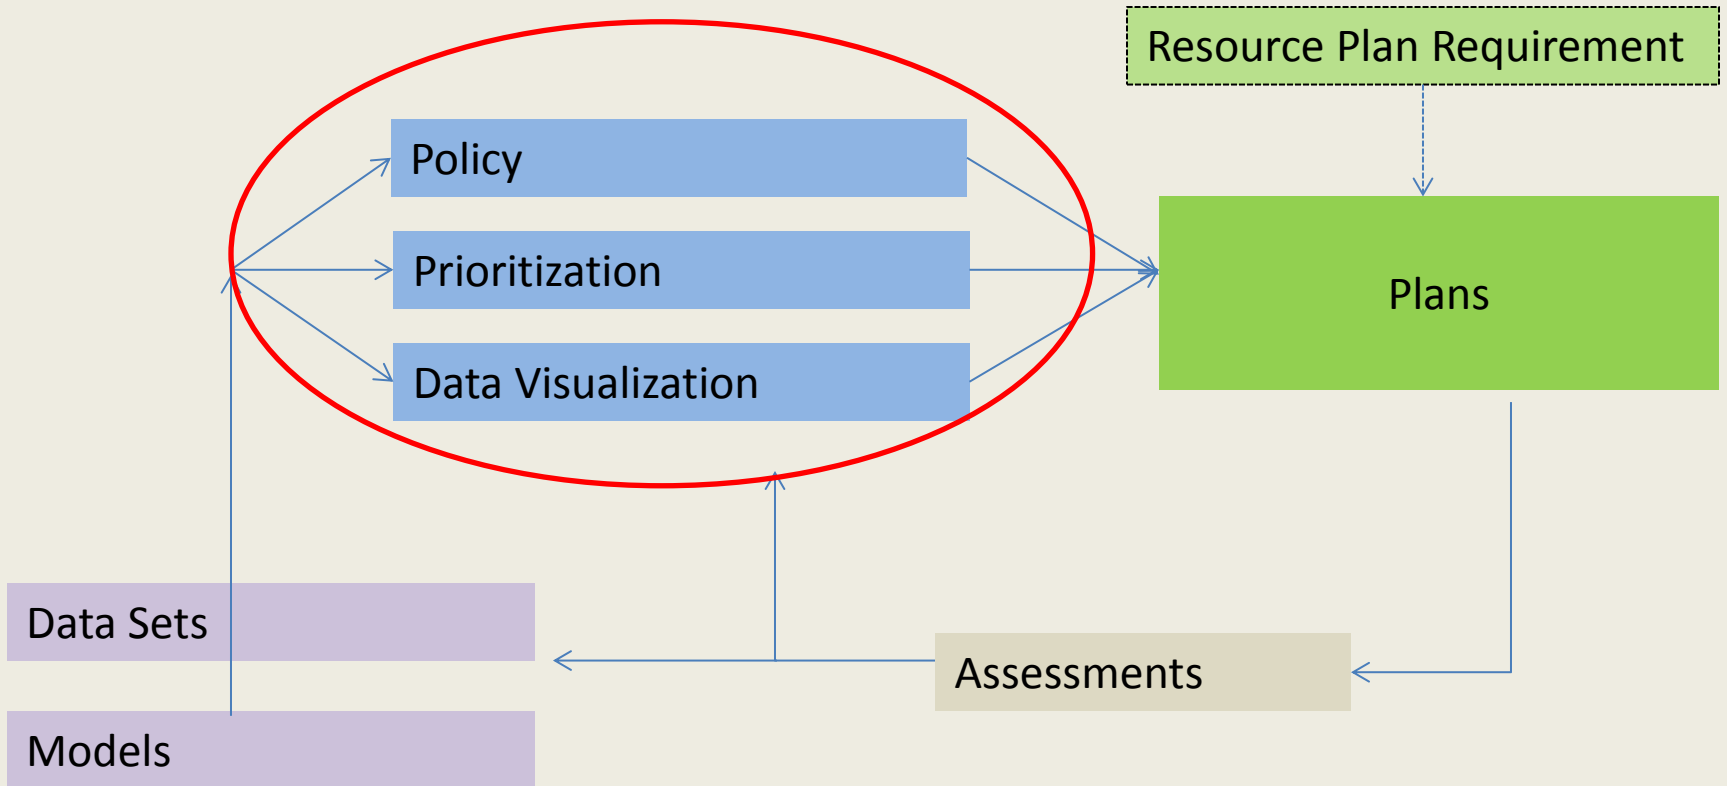 Resource Plan Requirement
Policy
Prioritization
Plans
Data Visualization
Data Sets
Assessments
Models